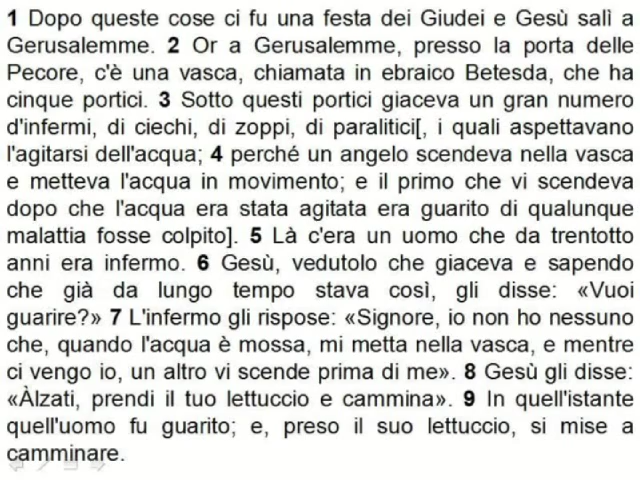 1 Dopo queste cose ci fu una festa dei Giudei e Gesù salì a
Gerusalemme. 2 Or a Gerusalemme, presso la porta delle
Pecore, c'è una vasca, chiamata in ebraico Betesda, che ha
cinque portici. 3 Sotto questi portici giaceva un gran numero
d'infermi, di ciechi, di zoppi, di paralitici[, i quali aspettavano
l'agitarsi dell'acqua; 4 perché un angelo scendeva nella vasca
e metteva l'acqua in movimento; e il primo che vi scendeva
dopo che l'acqua era stata agitata era guarito di qualunque
malattia fosse colpito]. 5 Là c'era un uomo che da trentotto
anni era infermo. 6 Gesù, vedutolo che giaceva e sapendo
che già da lungo tempo stava così, gli disse: «Vuoi
guarire?» 7 L'infermo gli rispose: «Signore, io non ho nessuno
che, quando l'acqua è mossa, mi metta nella vasca, e mentre
ci vengo io, un altro vi scende prima di me». 8 Gesù gli disse:
«Àlzati, prendi il tuo lettuccio e cammina». 9 In quell'istante
quell'uomo fu guarito; e, preso il suo lettuccio, si mise a
camminare.